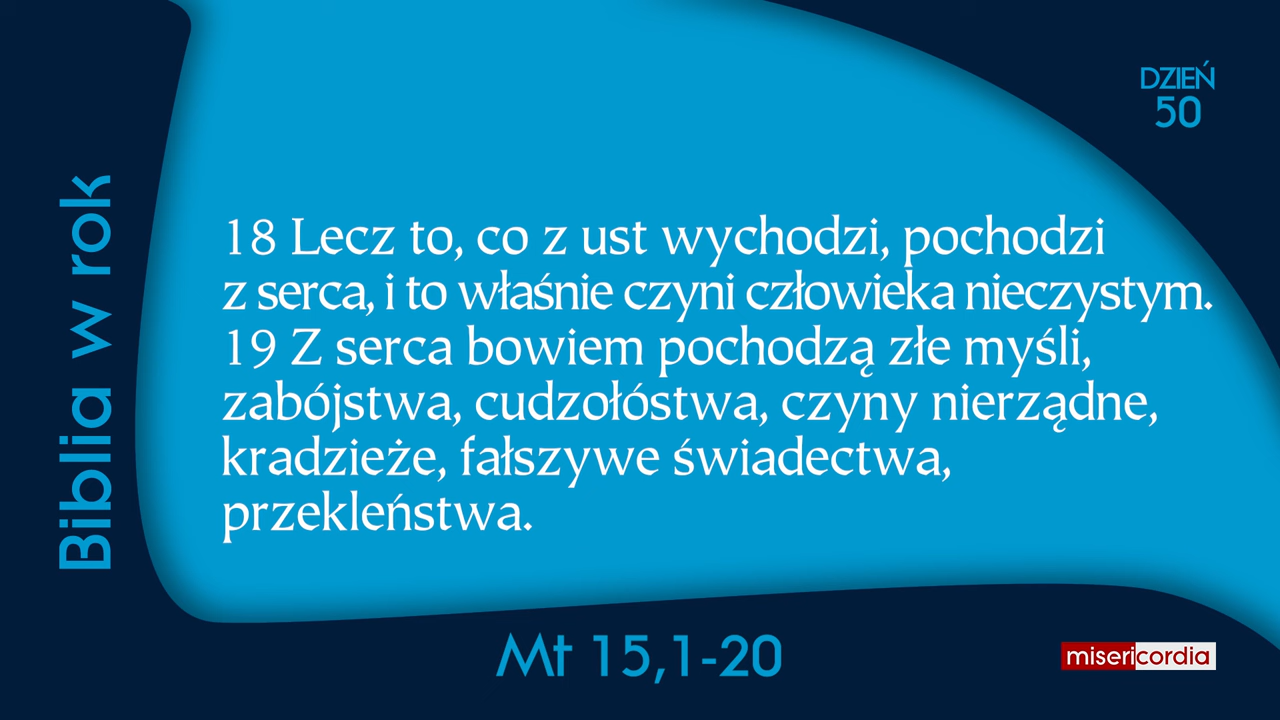 DZIEŃ
50
Biblia w rok
18 Lecz to, co z ust wychodzi, pochodzi
z serca, i to właśnie czyni człowieka nieczystym.
19 Z serca bowiem pochodzą złe myśli,
zabójstwa, cudzołóstwa, czyny nierządne,
kradzieże, fałszywe świadectwa,
przekleństwa.
Mt 15,1-20
misericordia